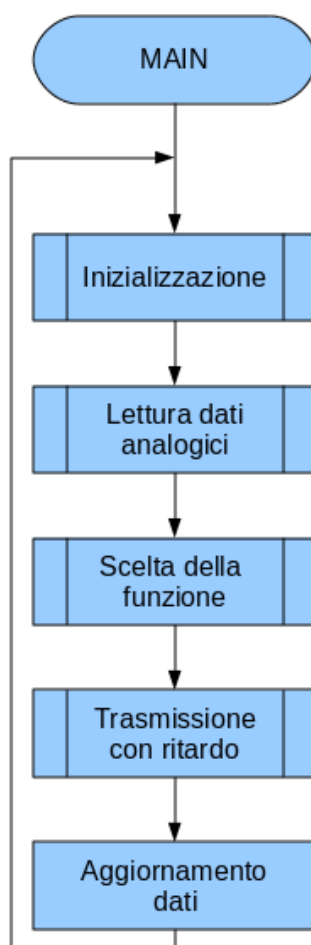 MAIN
Inizializzazione
Lettura dati
analogici
Scelta della
funzione
Trasmissione
con ritardo
Aggiornamento
dati